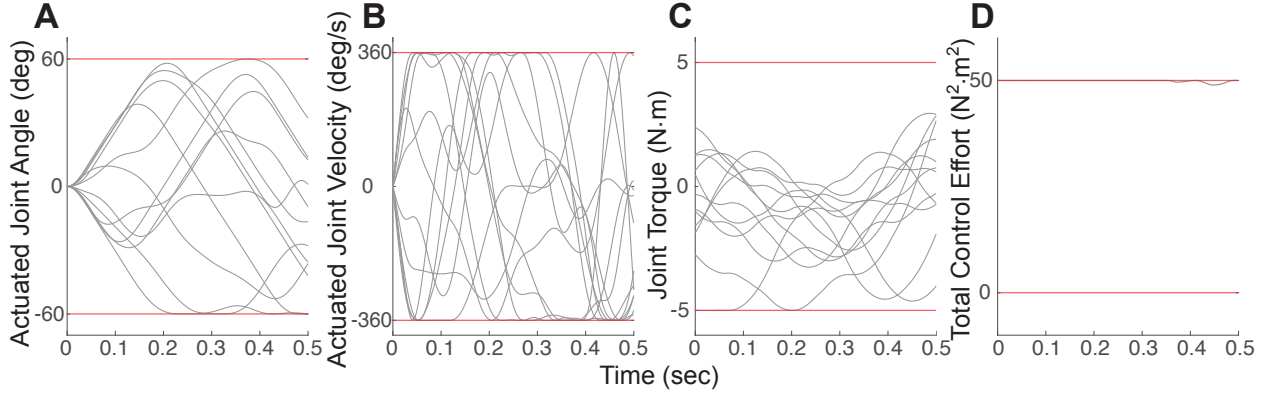 A
Actuated Joint Angle (deg)
60
0
-60
0 0.1 0.2 0.3 0.4 0.5
B
Actuated Joint Velocity (deg/s)
360
0
-360
0 0.1 0.2 0.3 0.4 0.5
C
Joint Torque (N·m)
5
0
-5
0 0.1 0.2 0.3 0.4 0.5
D
Total Control Effort (N²·m²)
50
0
0 0.1 0.2 0.3 0.4 0.5
Time (sec)